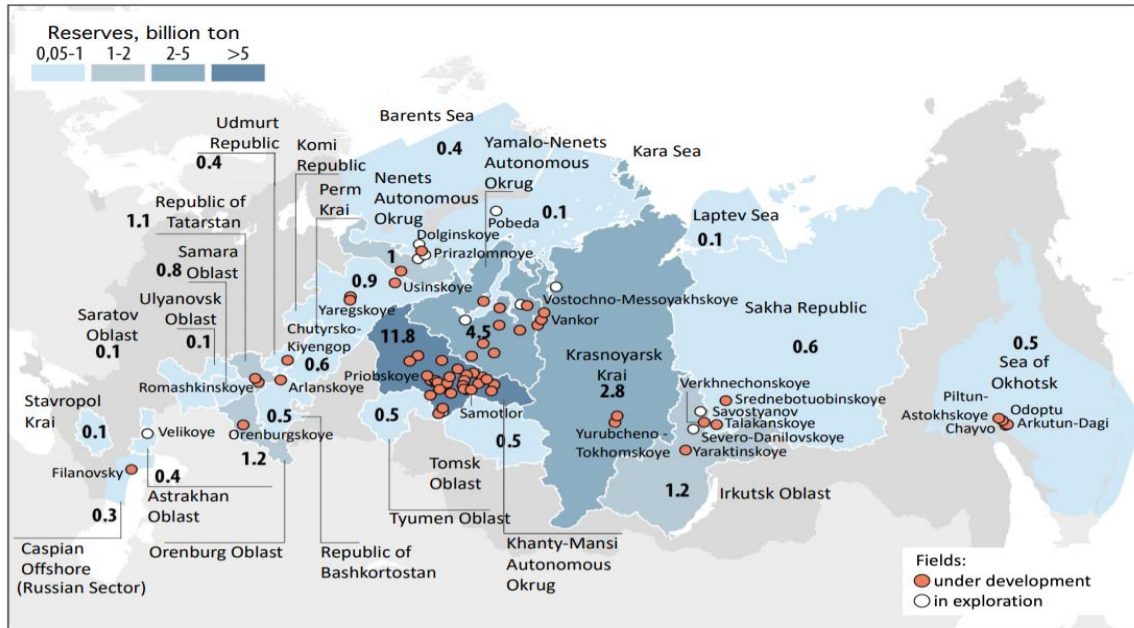 Reserves, billion ton
0,05-1
1-2
2-5
>5
Barents Sea
0.4
Udmurt
Republic
0.4
Komi
Republic
Yamalo-Nenets
Autonomous
Okrug
Kara Sea
Perm
Krai
Nenets
Autonomous
Okrug
Republic of
Tatarstan
1.1
Pobeda
0.1
Laptev Sea
0.1
Dolginskoye
Prirazlomnoye
1
Samara
Oblast
0.8
0.9
Usinskoye
Ulyanovsk
Oblast
0.1
Yaregskoye
Vostochno-Messoyakhskoye
Vankor
Sakha Republic
0.6
Saratov
Oblast
0.1
Chutyrsko-
Kiyengop
0.6
11.8
4.5
Krasnoyarsk
Krai
2.8
0.5
Sea of
Okhotsk
Romashkinskoye
Arlanskoye
Priobskoye
Samotlor
Verkhnechonskoye
Srednebotuobinskoye
Savostyanov
Talakanskoye
Severo-Danilovskoye
Yaraktinskoye
Piltun-
Astokhskoye
Chayvo
Odoptu
Arkutun-Dagi
Stavropol
Krai
0.1
Velikoye
Orenburgskoye
0.5
1.2
0.5
0.5
Yurubcheno-
Tokhomskoye
Filanovsky
0.4
Astrakhan
Oblast
Tomsk
Oblast
1.2
Irkutsk Oblast
0.3
Caspian
Offshore
(Russian Sector)
Orenburg Oblast
Republic of
Bashkortostan
Tyumen Oblast
Khanty-Mansi
Autonomous
Okrug
Fields:
under development
in exploration